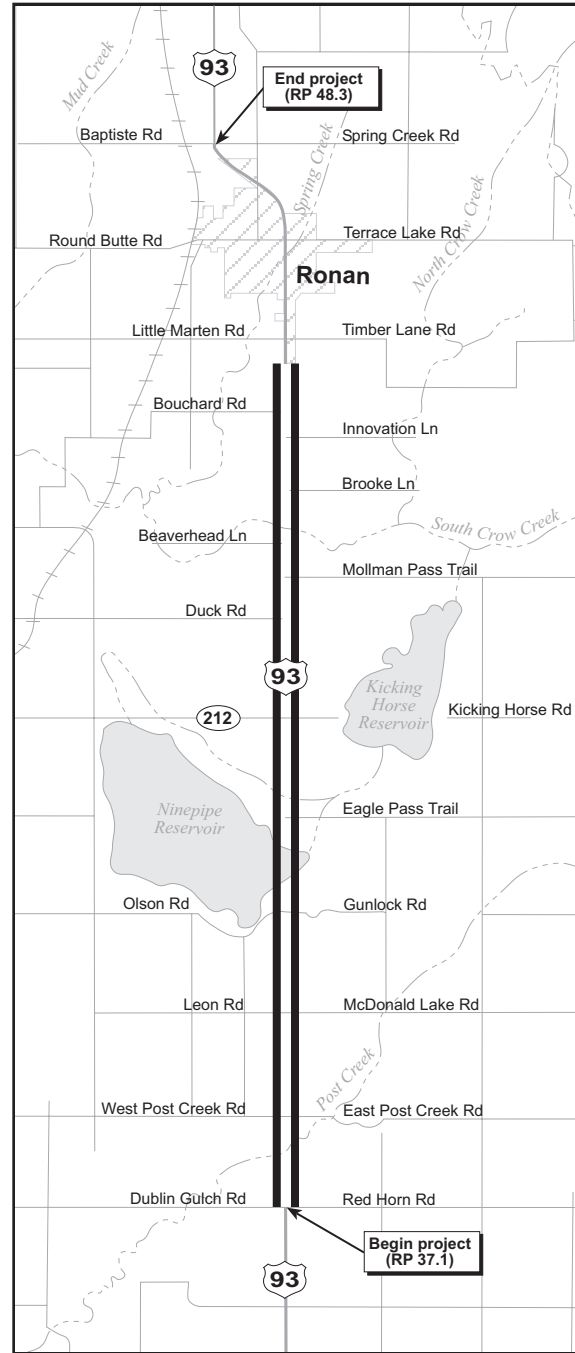 Mud Creek
93
End project
(RP 48.3)
Baptiste Rd
Spring Creek Rd
Spring Creek
Round Butte Rd
Terrace Lake Rd
North Crow Creek
Ronan
Little Marten Rd
Timber Lane Rd
Bouchard Rd
Innovation Ln
Brooke Ln
South Crow Creek
Beaverhead Ln
Mollman Pass Trail
Duck Rd
93
Kicking
Horse
Reservoir
212
Kicking Horse Rd
Ninepipe
Reservoir
Eagle Pass Trail
Olson Rd
Gunlock Rd
Leon Rd
McDonald Lake Rd
Post Creek
West Post Creek Rd
East Post Creek Rd
Dublin Gulch Rd
Red Horn Rd
Begin project
(RP 37.1)
93